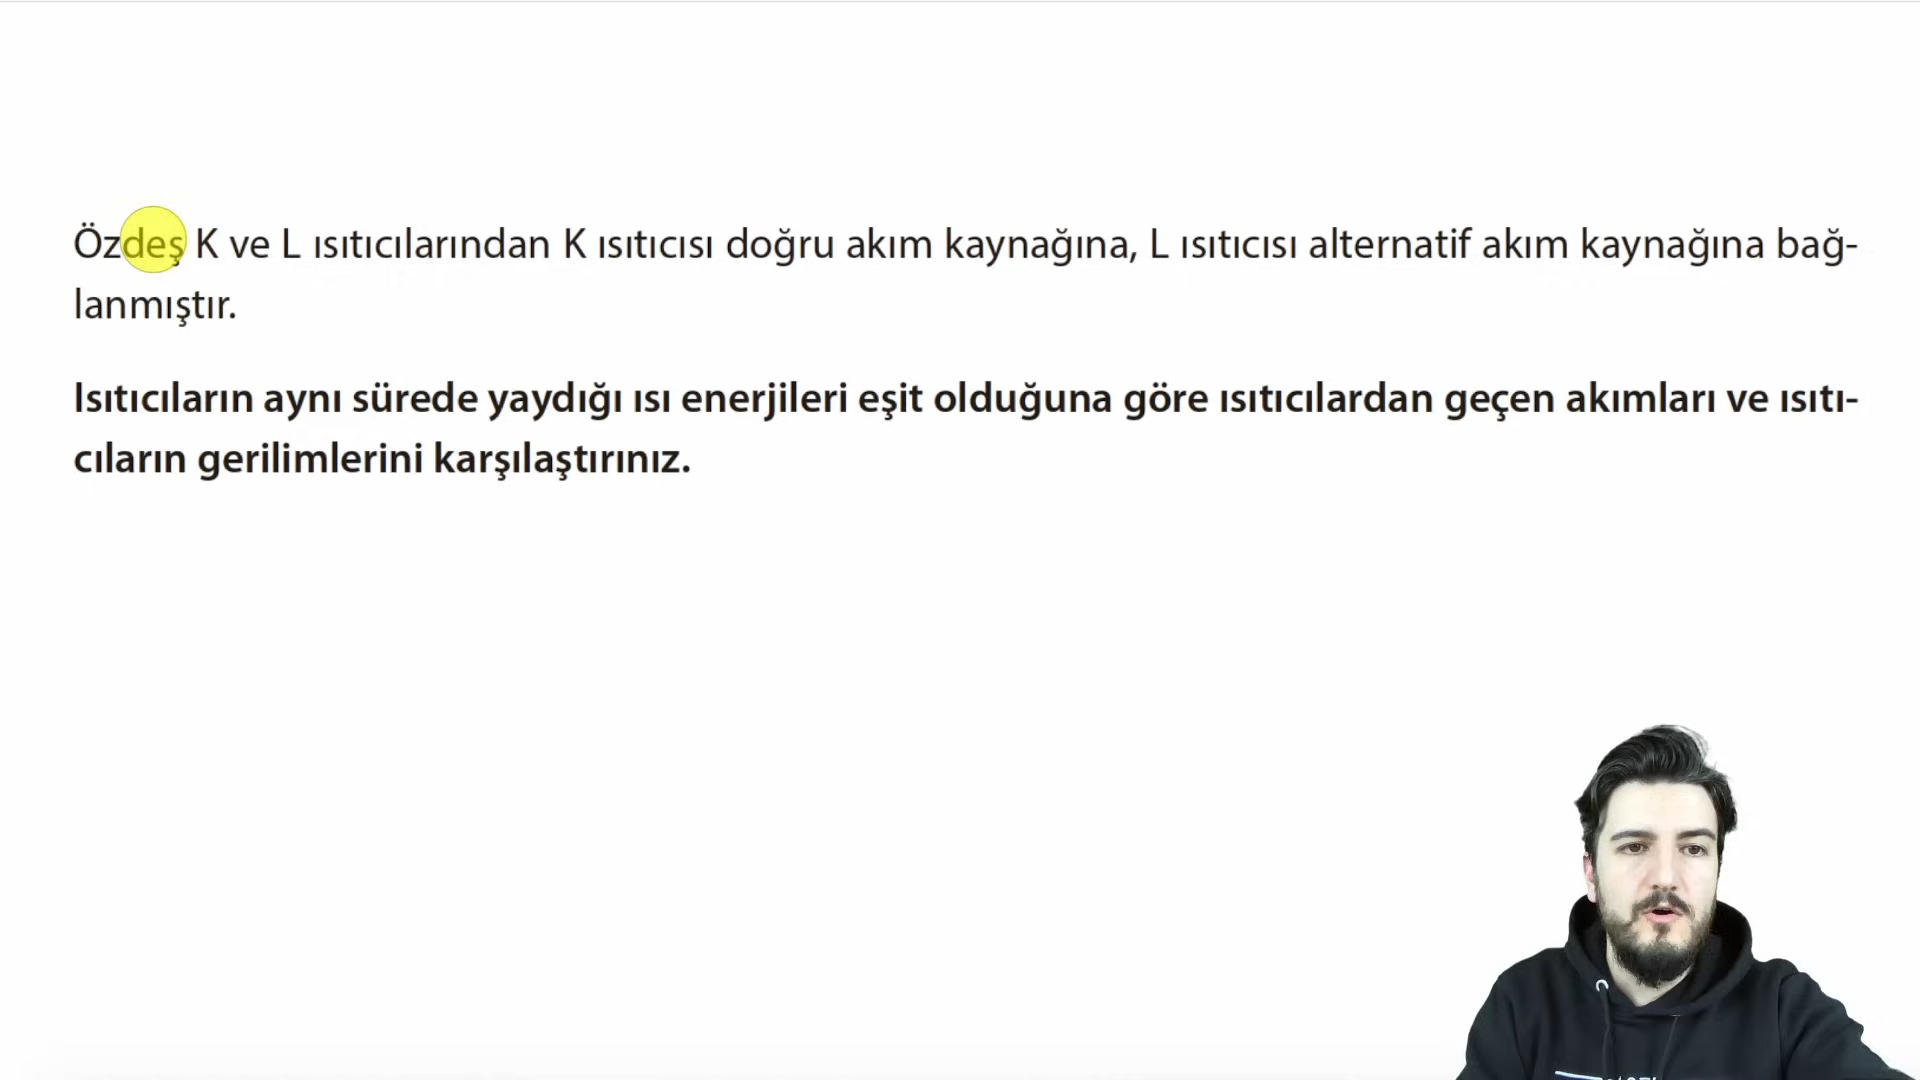 Özdeş K ve L ısıtıcılarından K ısıtıcısı doğru akım kaynağına, L ısıtıcısı alternatif akım kaynağına bağ-
lanmıştır.
Isıtıcıların aynı sürede yaydığı ısı enerjileri eşit olduğuna göre ısıtıcılardan geçen akımları ve ısıtı-
cıların gerilimlerini karşılaştırınız.